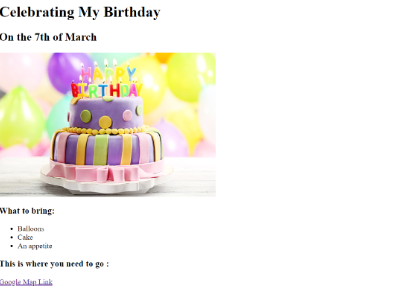 Celebrating My Birthday
On the 7th of March
HAPPY
BIRTHDAY
What to bring:
Balloons
Cake
An appetite
This is where you need to go :
Google Map Link